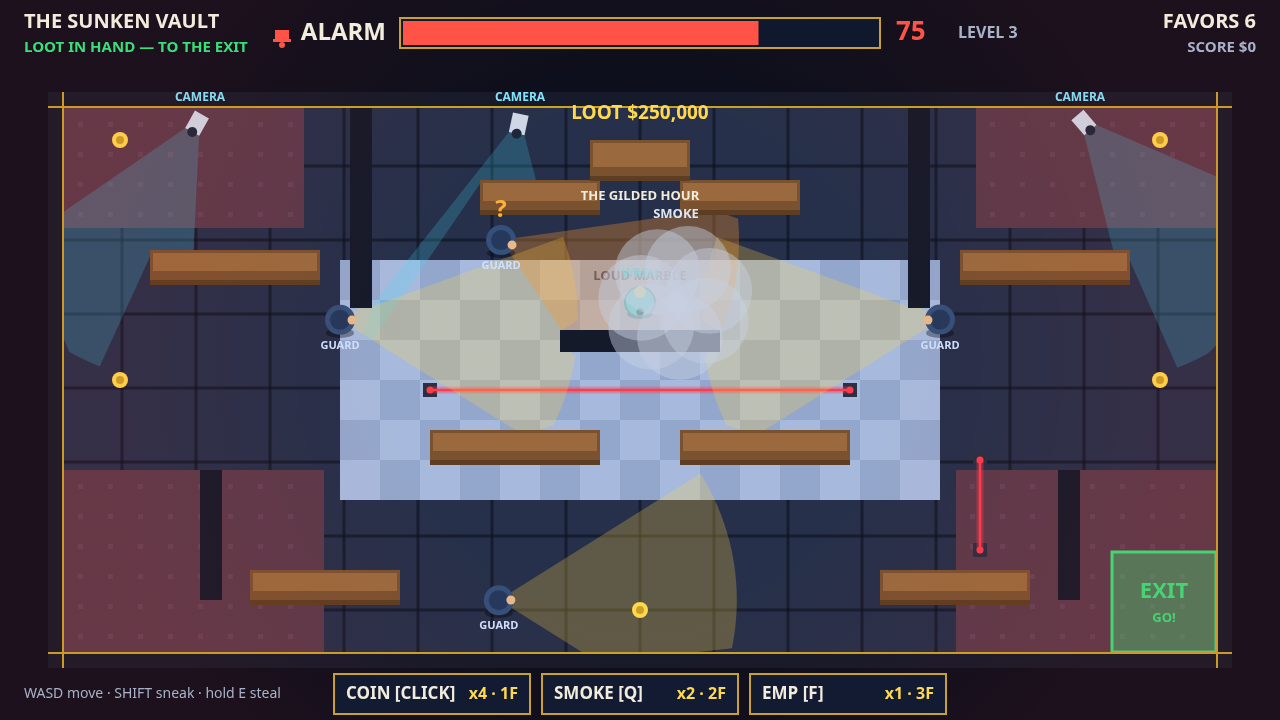 THE SUNKEN VAULT
LOOT IN HAND — TO THE EXIT
ALARM
75
LEVEL 3
FAVORS 6
SCORE $0
CAMERA
CAMERA
CAMERA
LOOT $250,000
THE GILDED HOUR
SMOKE
?
GUARD
LOUD MARBLE
GUARD
GUARD
GUARD
EXIT
GO!
WASD move · SHIFT sneak · hold E steal
COIN [CLICK] x4 · 1F
SMOKE [Q] x2 · 2F
EMP [F] x1 · 3F